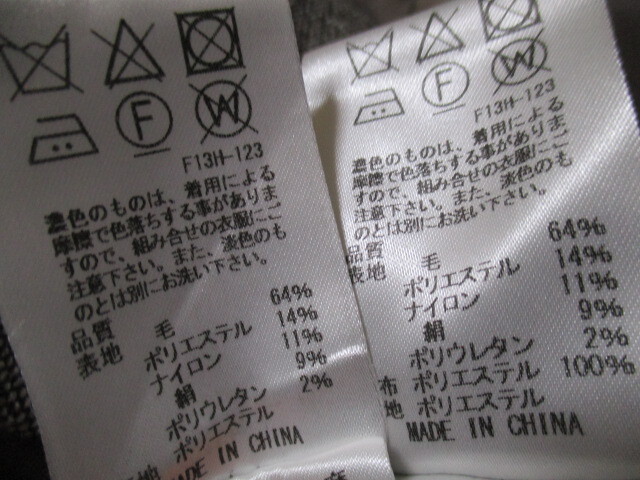 F
W
F13H-123
濃色のものは、着用による
摩擦で色落ちする事がありま
すので、組み合せの衣服にご
注意下さい。また、淡色のも
のとは別にお洗い下さい。
品質
表地 毛 64%
ポリエステル 14%
ナイロン 11%
絹 9%
ポリウレタン 2%
ポリエステル
MADE IN CHINA
F
W
F13H-123
濃色のものは、着用による
摩擦で色落ちする事がありま
すので、組み合せの衣服にご
注意下さい。また、淡色のも
のとは別にお洗い下さい。
品質
表地 毛 64%
ポリエステル 14%
ナイロン 11%
絹 9%
ポリウレタン 2%
布 ポリエステル 100%
地 ポリエステル
MADE IN CHINA